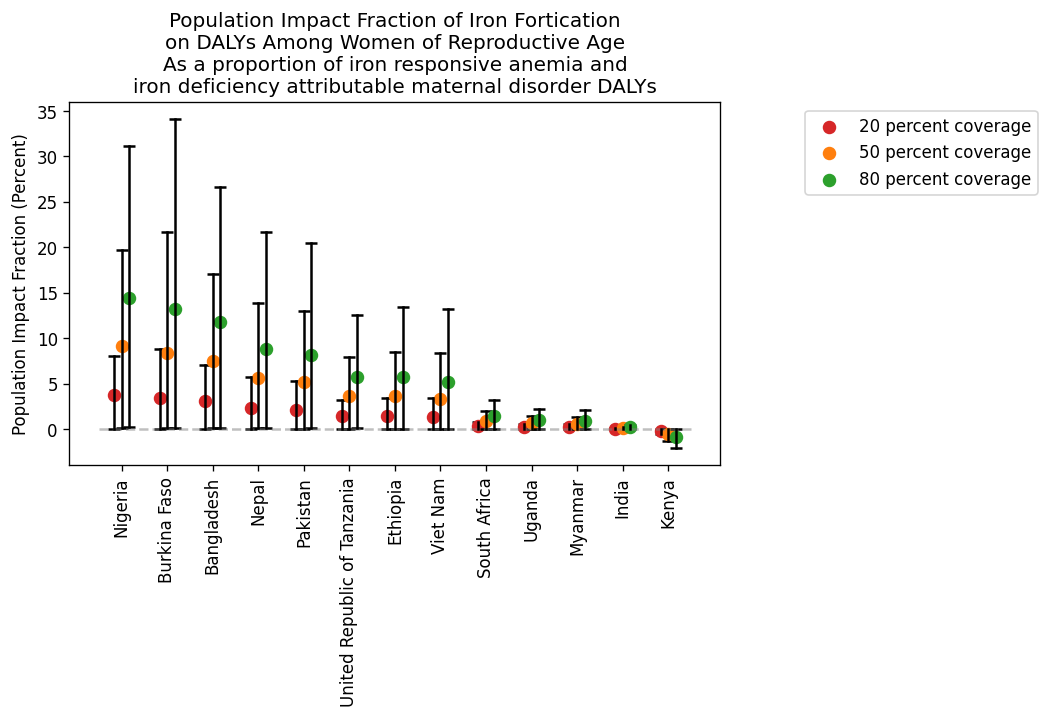 Population Impact Fraction of Iron Fortication
on DALYs Among Women of Reproductive Age
As a proportion of iron responsive anemia and
iron deficiency attributable maternal disorder DALYs
Population Impact Fraction (Percent)
35
30
25
20
15
10
5
0
Nigeria
Burkina Faso
Bangladesh
Nepal
Pakistan
United Republic of Tanzania
Ethiopia
Viet Nam
South Africa
Uganda
Myanmar
India
Kenya
20 percent coverage
50 percent coverage
80 percent coverage